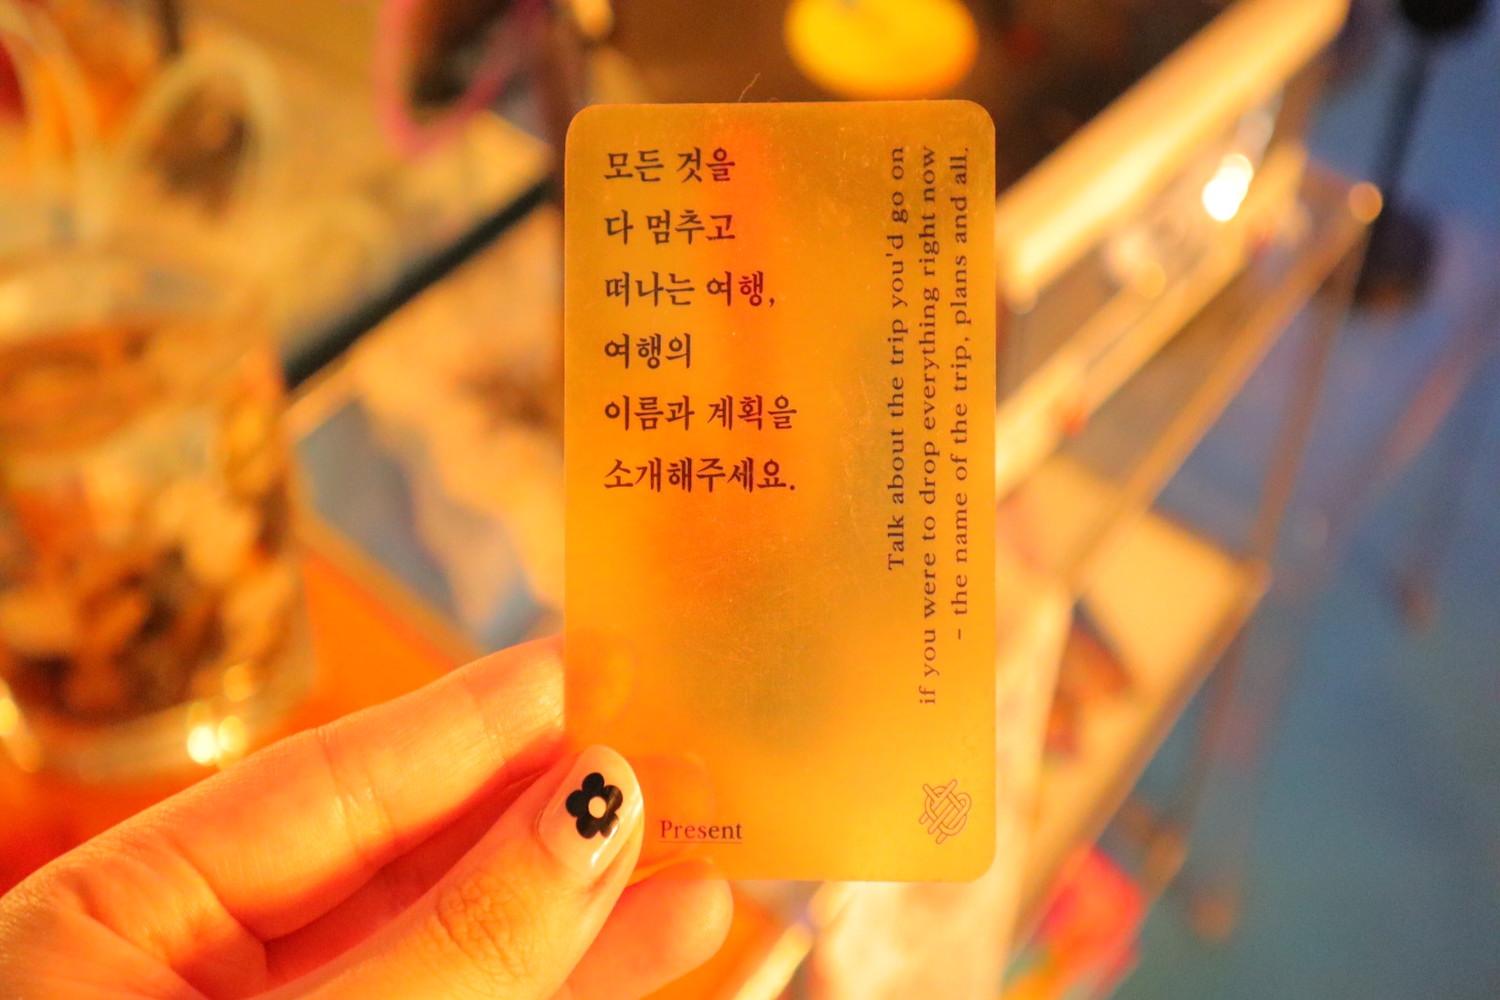 모든 것을
다 멈추고
떠나는 여행,
여행의
이름과 계획을
소개해주세요.
Talk about the trip you'd go on
if you were to drop everything right now
– the name of the trip, plans and all.
Present